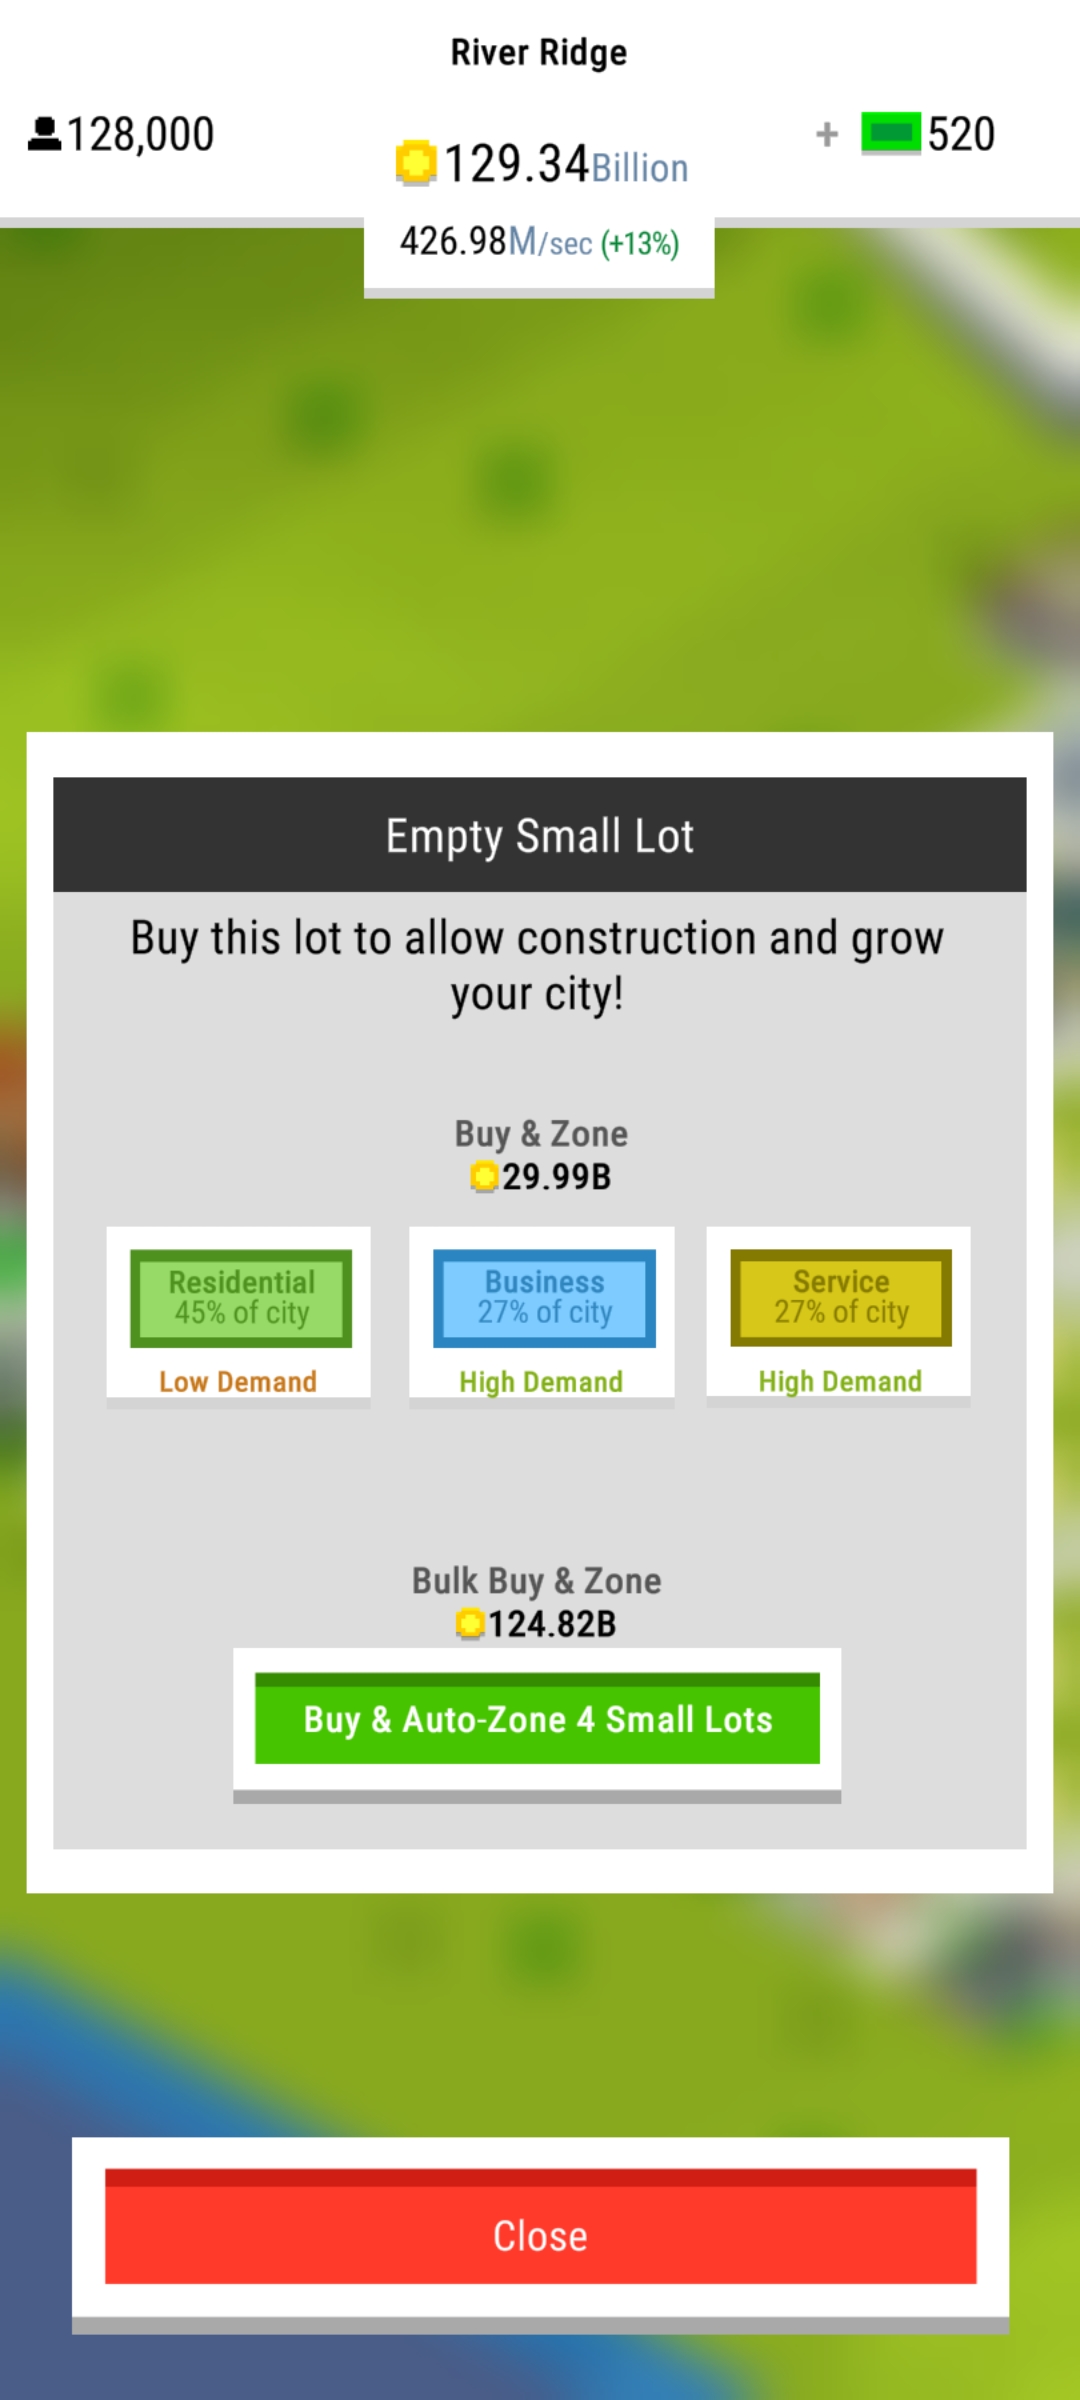 River Ridge
128,000
129.34Billion
+ 520
426.98M/sec (+13%)
Empty Small Lot
Buy this lot to allow construction and grow
your city!
Buy & Zone
29.99B
Residential
45% of city
Low Demand
Business
27% of city
High Demand
Service
27% of city
High Demand
Bulk Buy & Zone
124.82B
Buy & Auto-Zone 4 Small Lots
Close